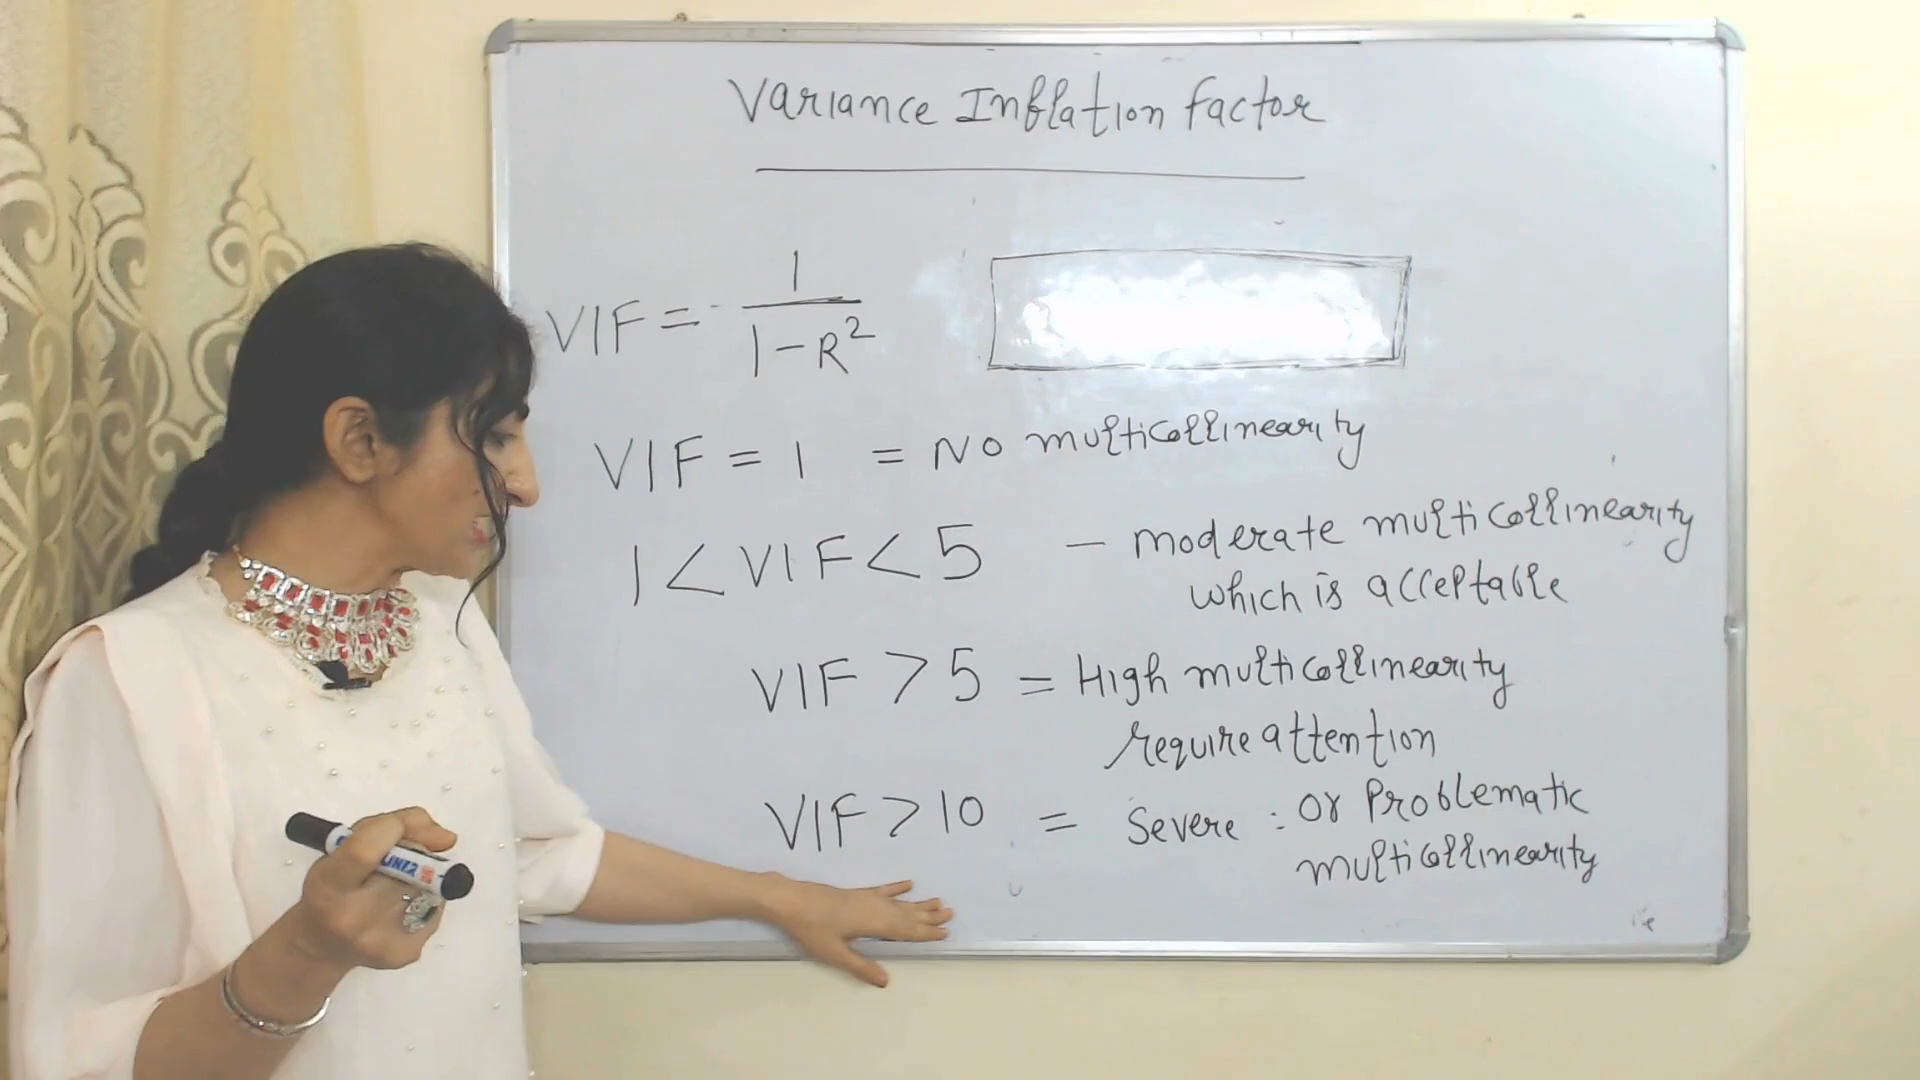 Variance Inflation factor
VIF = 1 / 1-R²
VIF = 1 = No multicollinearity
1 < VIF < 5 - moderate multicollinearity
which is acceptable
VIF > 5 = High multicollinearity
require attention
VIF > 10 = Severe : or Problematic
multicollinearity